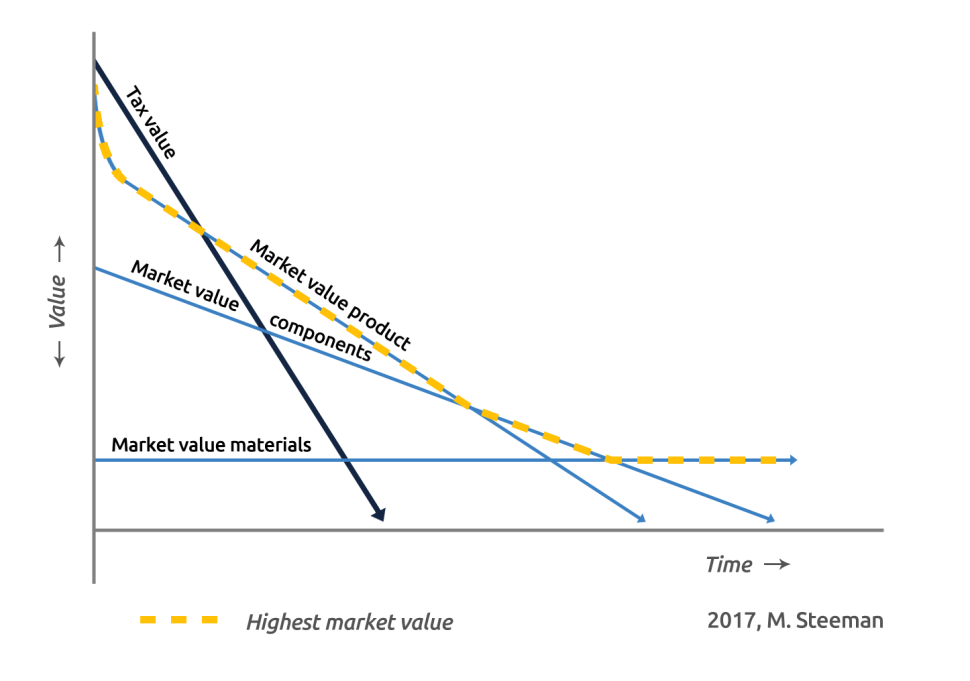 Tax value
Market value product
Market value components
Market value materials
← Value →
Time →
Highest market value
2017, M. Steeman